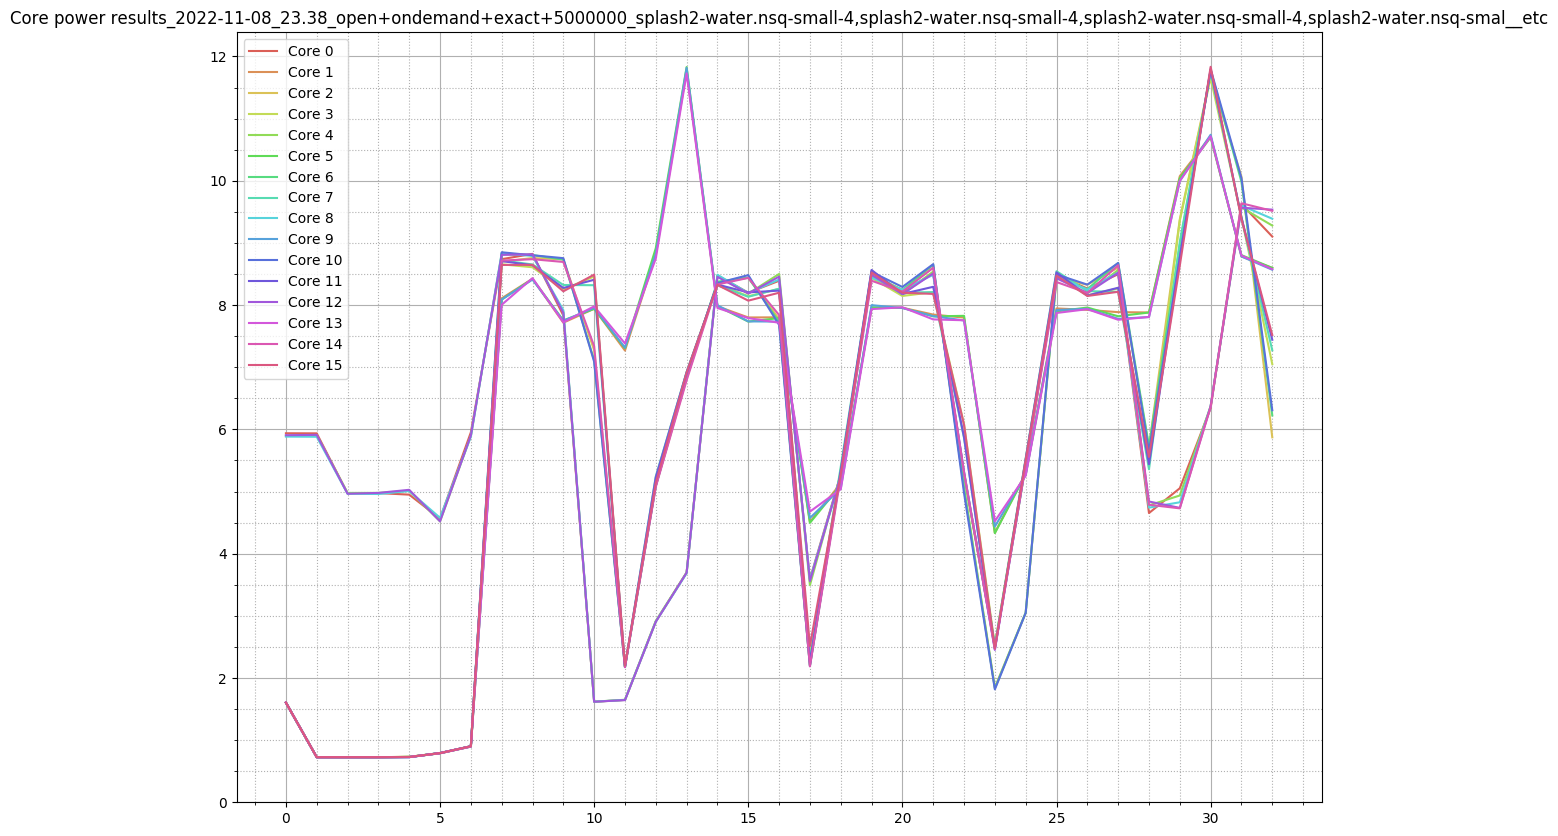 Core power results_2022-11-08_23.38_open+ondemand+exact+5000000_splash2-water.nsq-small-4,splash2-water.nsq-small-4,splash2-water.nsq-small-4,splash2-water.nsq-smal__etc
Core 0
Core 1
Core 2
Core 3
Core 4
Core 5
Core 6
Core 7
Core 8
Core 9
Core 10
Core 11
Core 12
Core 13
Core 14
Core 15
12
10
8
6
4
2
0
0 5 10 15 20 25 30